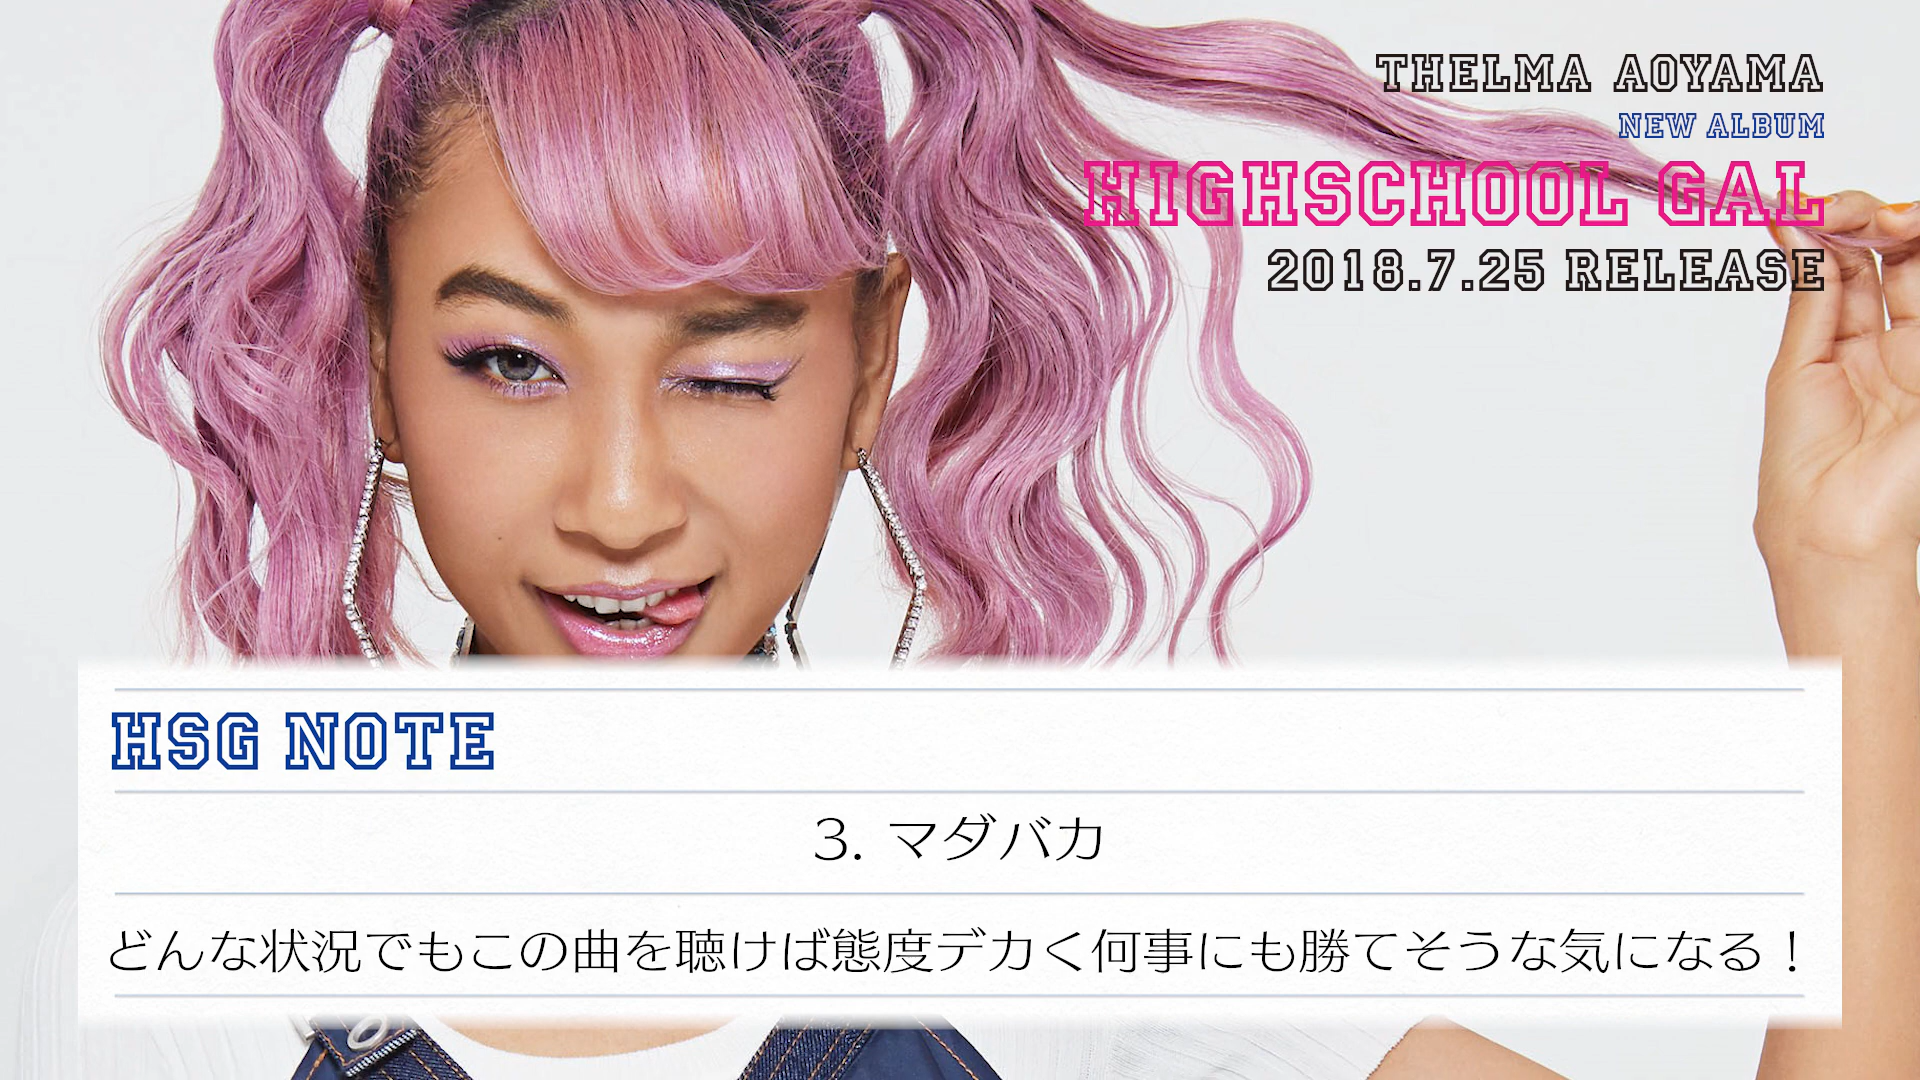 THELMA AOYAMA
NEW ALBUM
HIGHSCHOOL GAL
2018.7.25 RELEASE
HSG NOTE
3. マダバカ
どんな状況でもこの曲を聴けば態度デカく何事にも勝てそうな気になる！